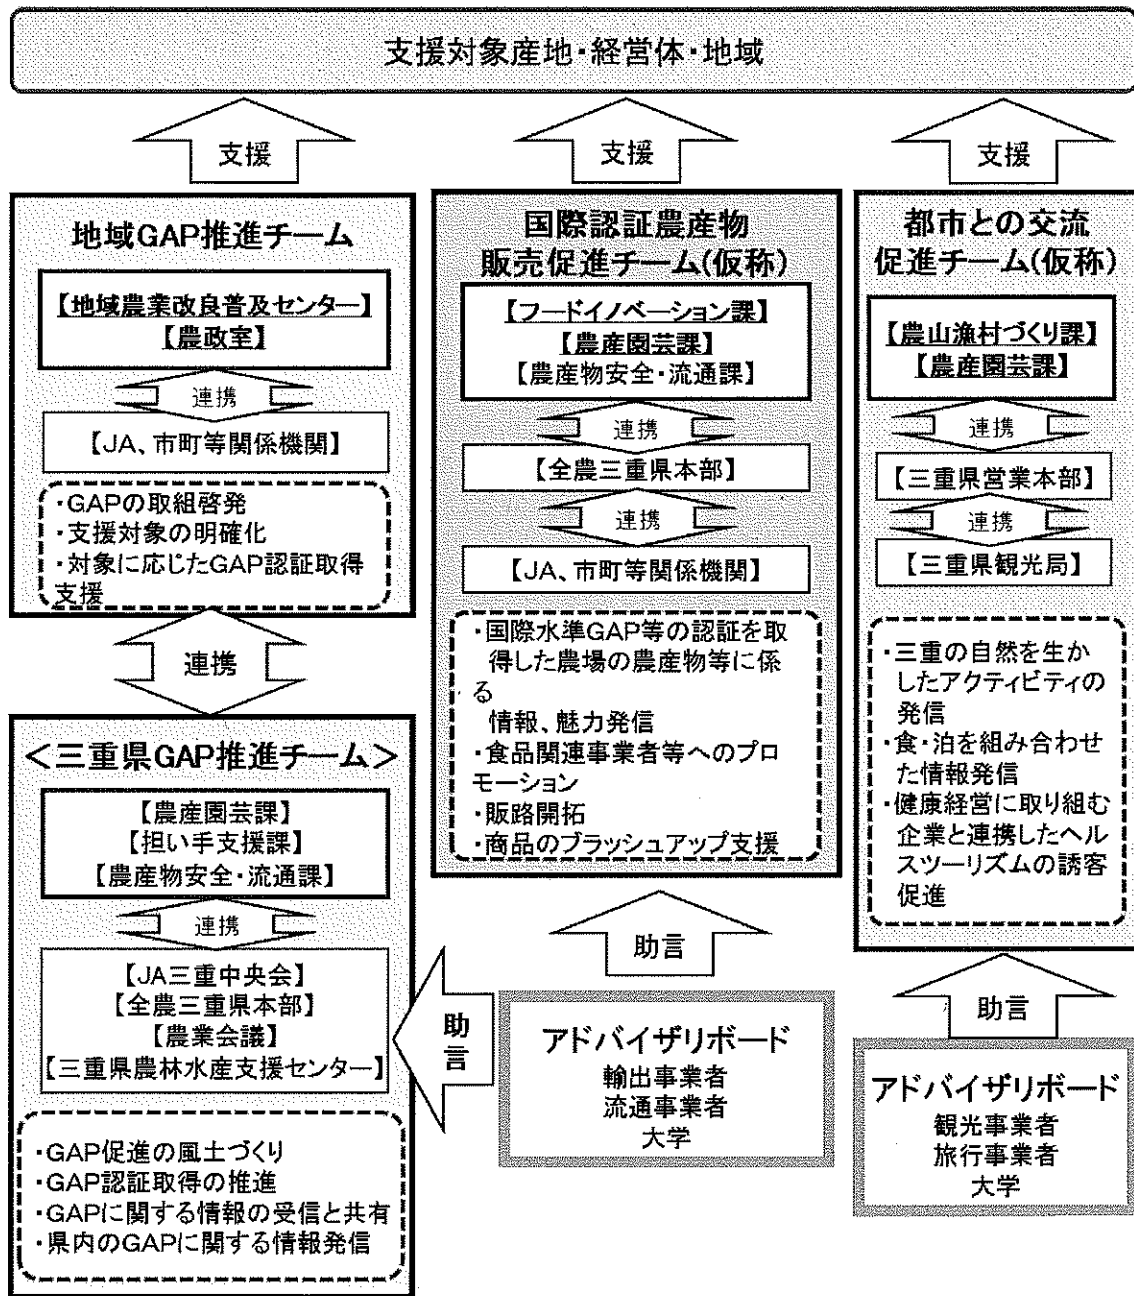 支援対象産地・経営体・地域
支援
支援
支援
地域GAP推進チーム
【地域農業改良普及センター】
【農政室】
連携
【JA、市町等関係機関】
・GAPの取組啓発
・支援対象の明確化
・対象に応じたGAP認証取得
支援
連携
＜三重県GAP推進チーム＞
【農産園芸課】
【担い手支援課】
【農産物安全・流通課】
連携
【JA三重中央会】
【全農三重県本部】
【農業会議】
【三重県農林水産支援センター】
・GAP促進の風土づくり
・GAP認証取得の推進
・GAPに関する情報の受信と共有
・県内のGAPに関する情報発信
国際認証農産物
販売促進チーム(仮称)
【フードイノベーション課】
【農産園芸課】
【農産物安全・流通課】
連携
【全農三重県本部】
連携
【JA、市町等関係機関】
・国際水準GAP等の認証を取
得した農場の農産物等に係
る
情報、魅力発信
・食品関連事業者等へのプロ
モーション
・販路開拓
・商品のブラッシュアップ支援
助言
助言
アドバイザリボード
輸出事業者
流通事業者
大学
都市との交流
促進チーム(仮称)
【農山漁村づくり課】
【農産園芸課】
連携
【三重県営業本部】
連携
【三重県観光局】
・三重の自然を生か
したアクティビティの
発信
・食・泊を組み合わせ
た情報発信
・健康経営に取り組む
企業と連携したヘル
スツーリズムの誘客
促進
助言
アドバイザリボード
観光事業者
旅行事業者
大学